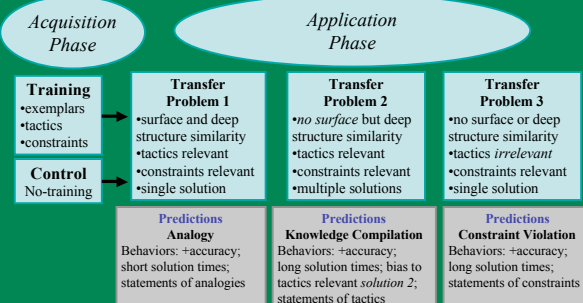 Acquisition
Phase
Application
Phase
Training
•exemplars
•tactics
•constraints
Control
No-training
Transfer
Problem 1
•surface and deep
structure similarity
•tactics relevant
•constraints relevant
•single solution
Transfer
Problem 2
•no surface but deep
structure similarity
•tactics relevant
•constraints relevant
•multiple solutions
Transfer
Problem 3
•no surface or deep
structure similarity
•tactics irrelevant
•constraints relevant
•single solution
Predictions
Analogy
Behaviors: +accuracy;
short solution times;
statements of analogies
Predictions
Knowledge Compilation
Behaviors: +accuracy;
long solution times; bias to
tactics relevant solution 2;
statements of tactics
Predictions
Constraint Violation
Behaviors: +accuracy;
long solution times;
statements of constraints